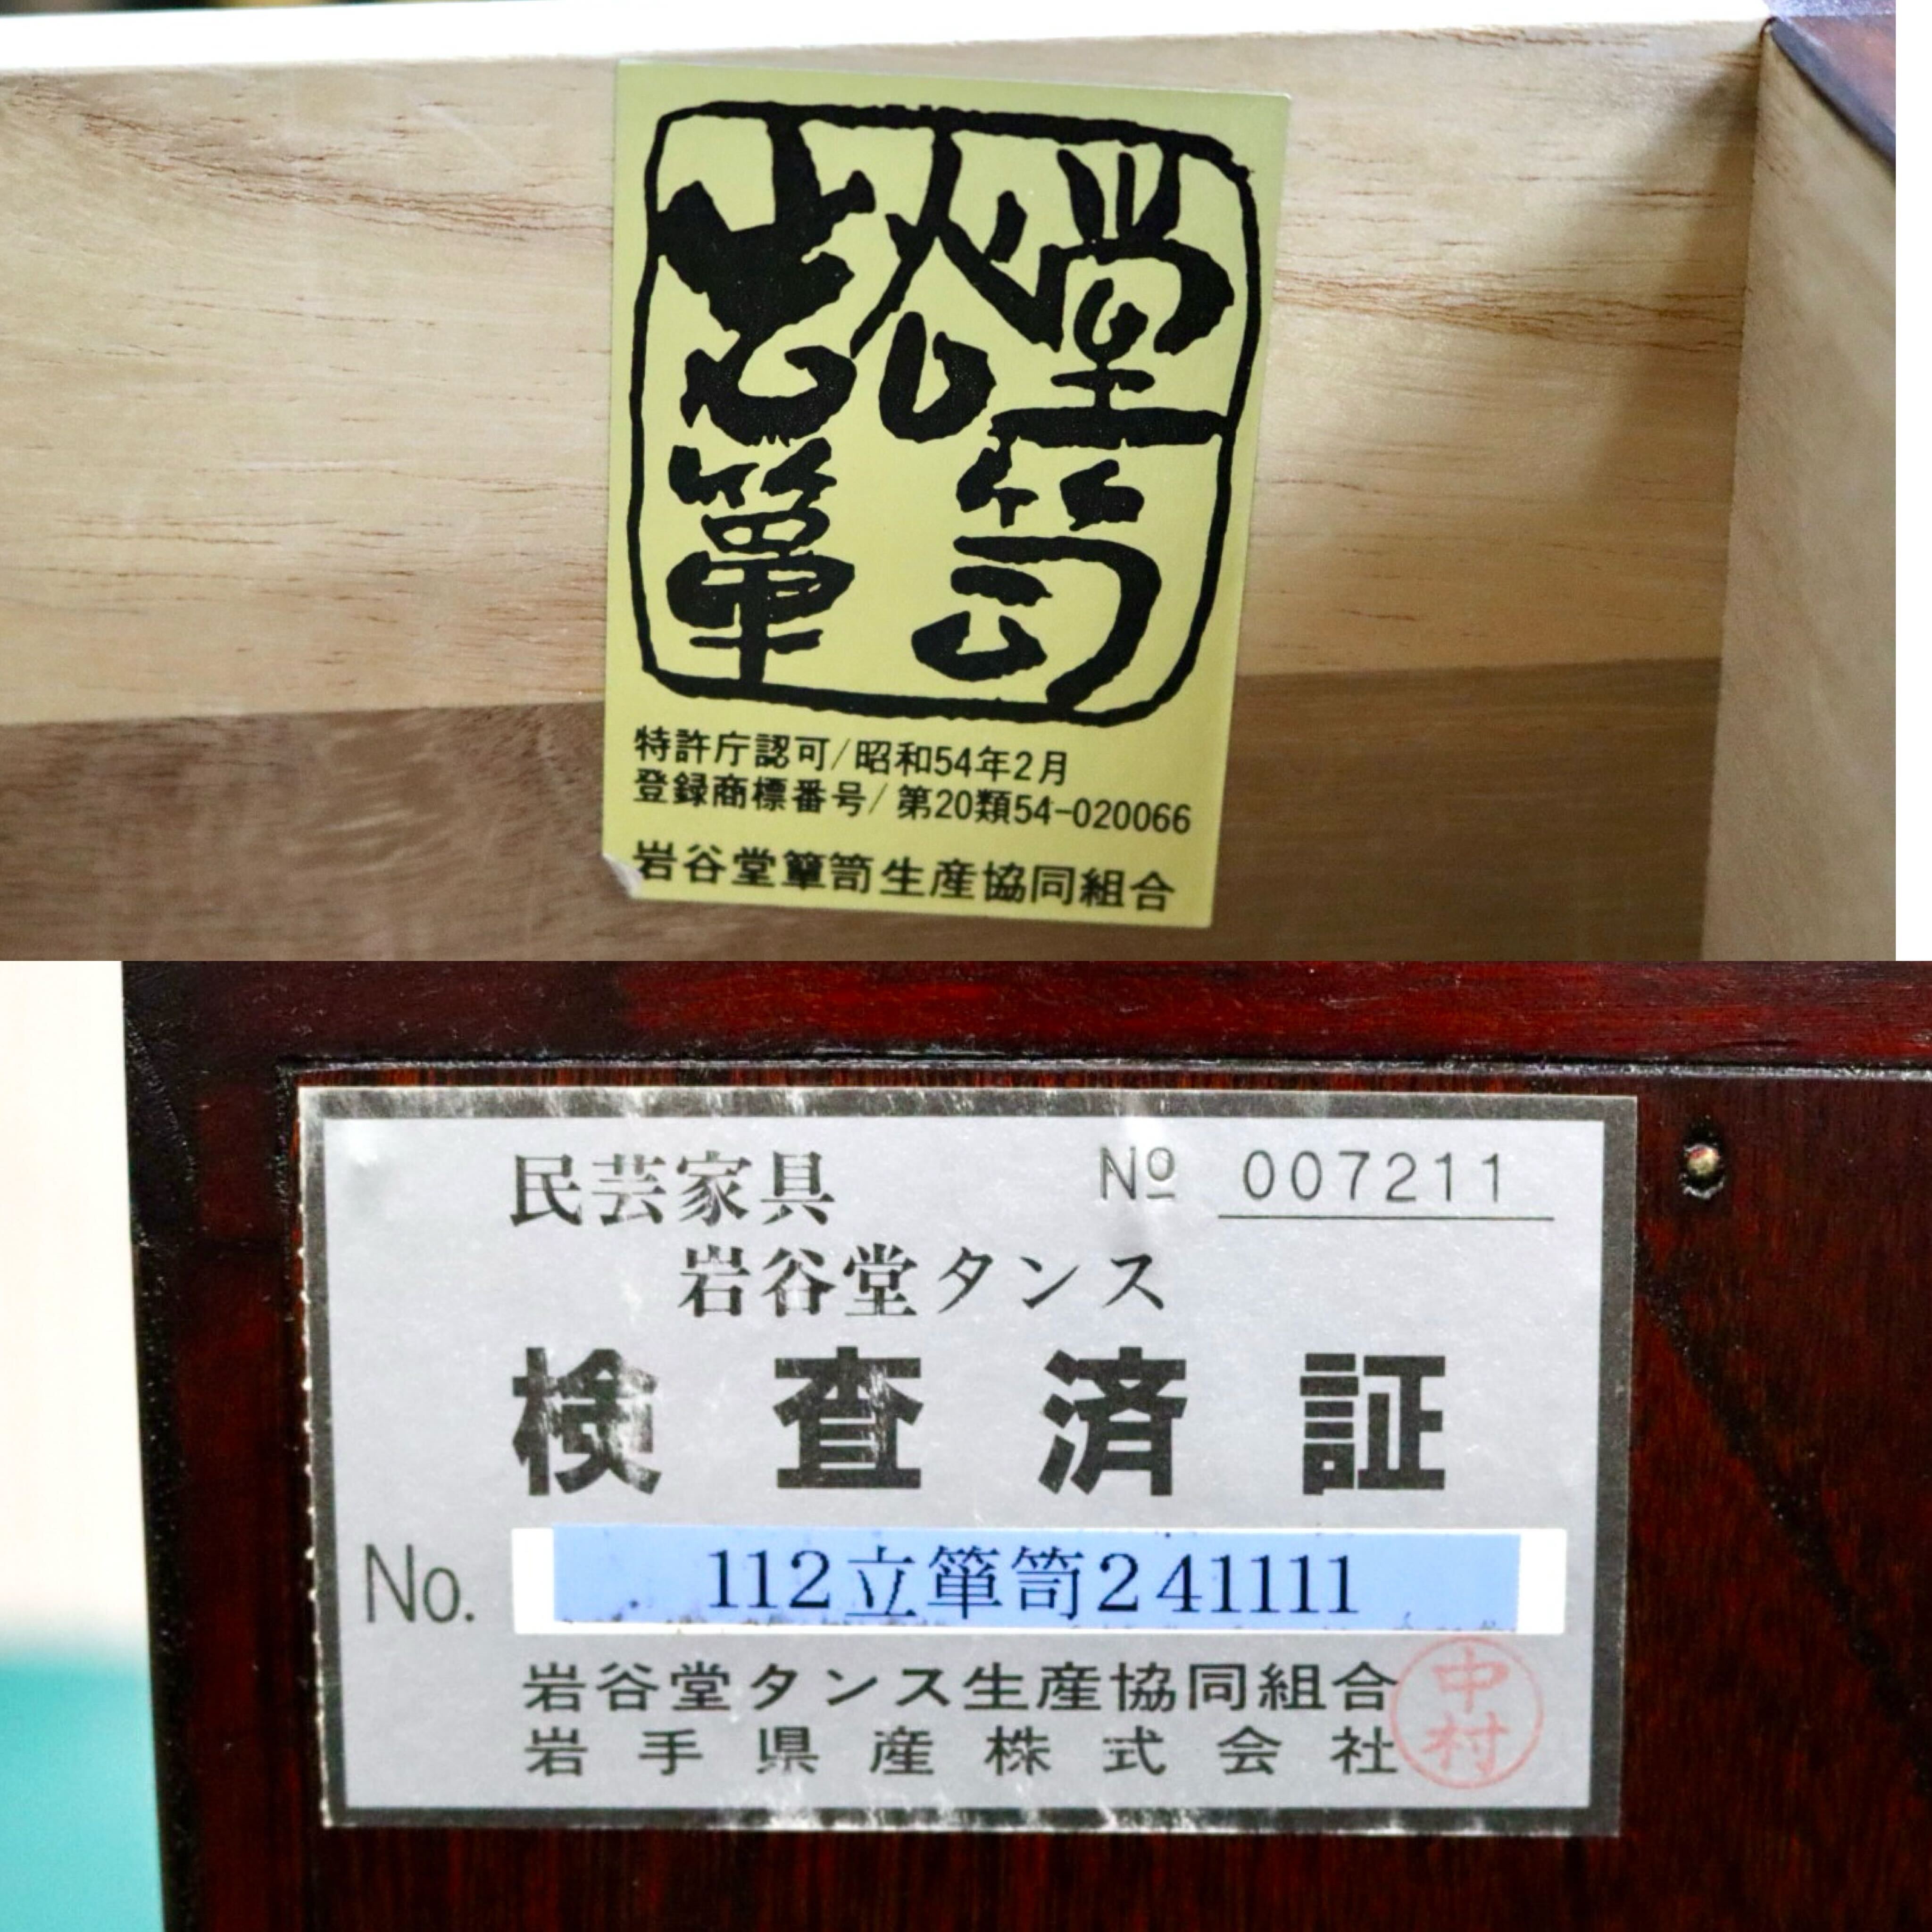 岩谷堂
簞笥
特許庁認可/昭和54年2月
登録商標番号/第20類54-020066
岩谷堂簞笥生産協同組合
民芸家具 № 007211
岩谷堂タンス
検査済証
No. 112立箪笥241111
岩谷堂タンス生産協同組合
岩手県産株式会社
中村